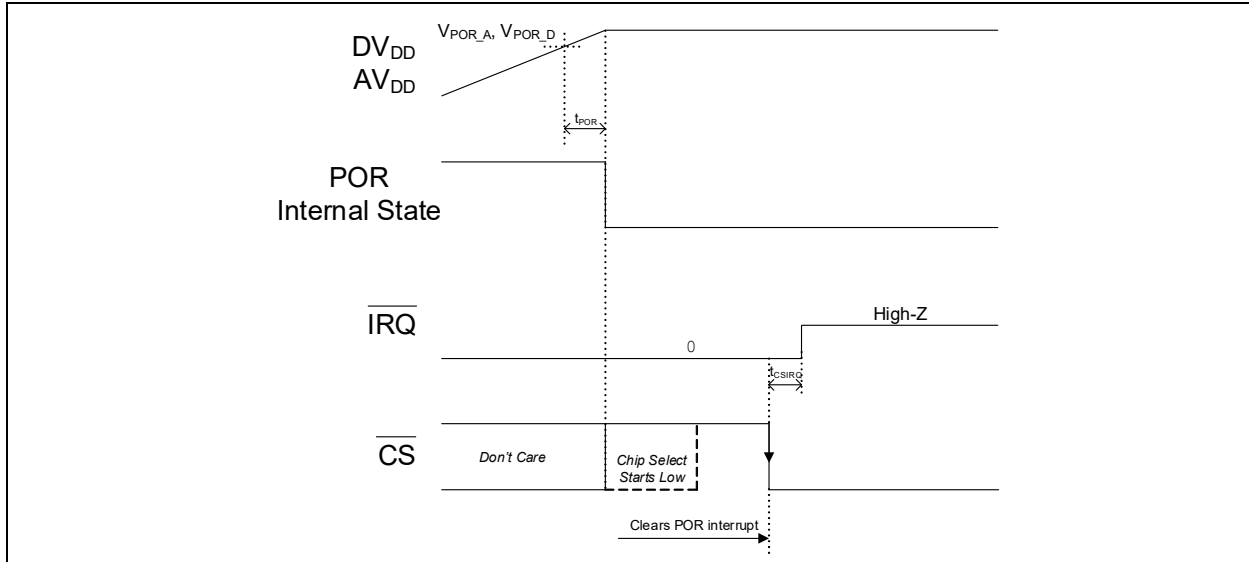 V_POR_A, V_POR_D
DV_DD
AV_DD
t_POR
POR
Internal State
IRQ
High-Z
0
t_CSIRQ
CS
Don't Care
Chip Select
Starts Low
Clears POR interrupt